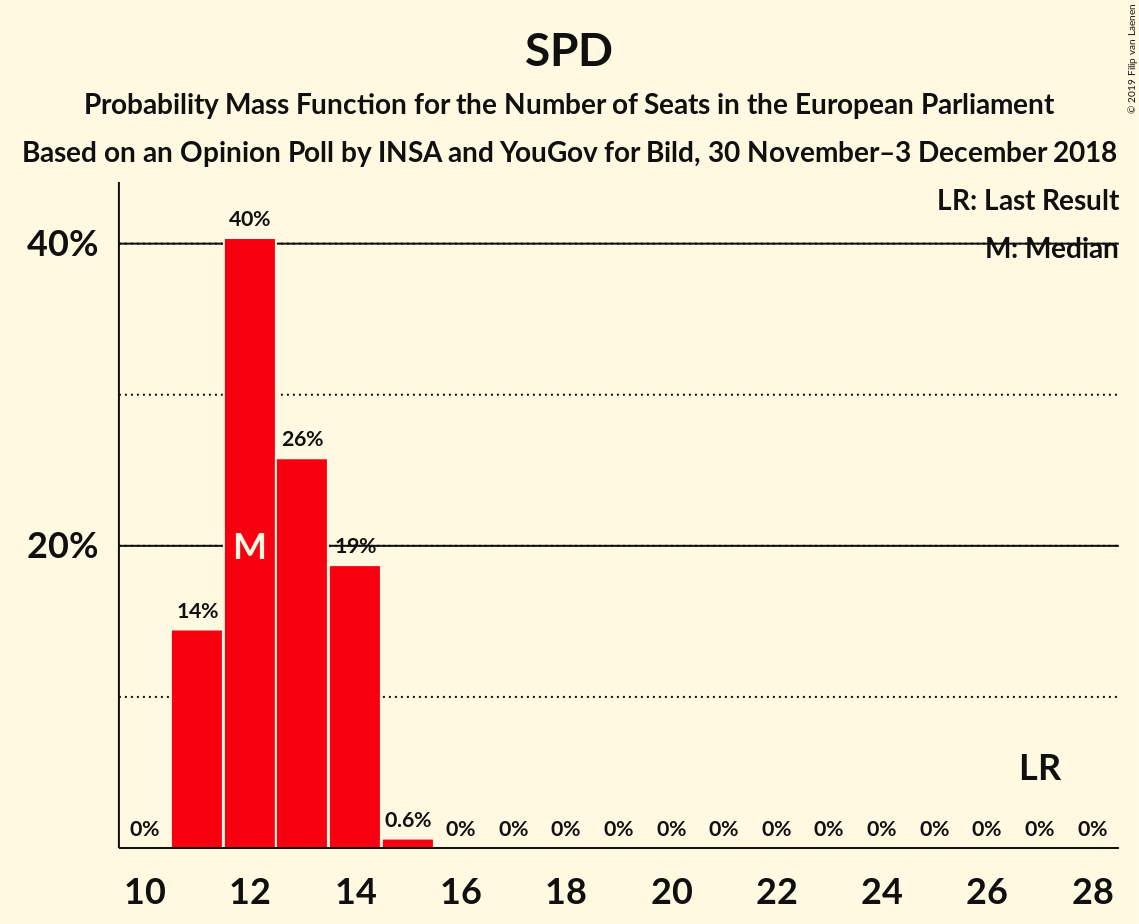 SPD
Probability Mass Function for the Number of Seats in the European Parliament
Based on an Opinion Poll by INSA and YouGov for Bild, 30 November–3 December 2018
© 2019 Filip van Laenen
LR: Last Result
M: Median
40%
20%
40%
26%
19%
14%
M
LR
0%
0.6%
0% 0% 0% 0% 0% 0% 0% 0% 0% 0% 0% 0% 0%
10 12 14 16 18 20 22 24 26 28